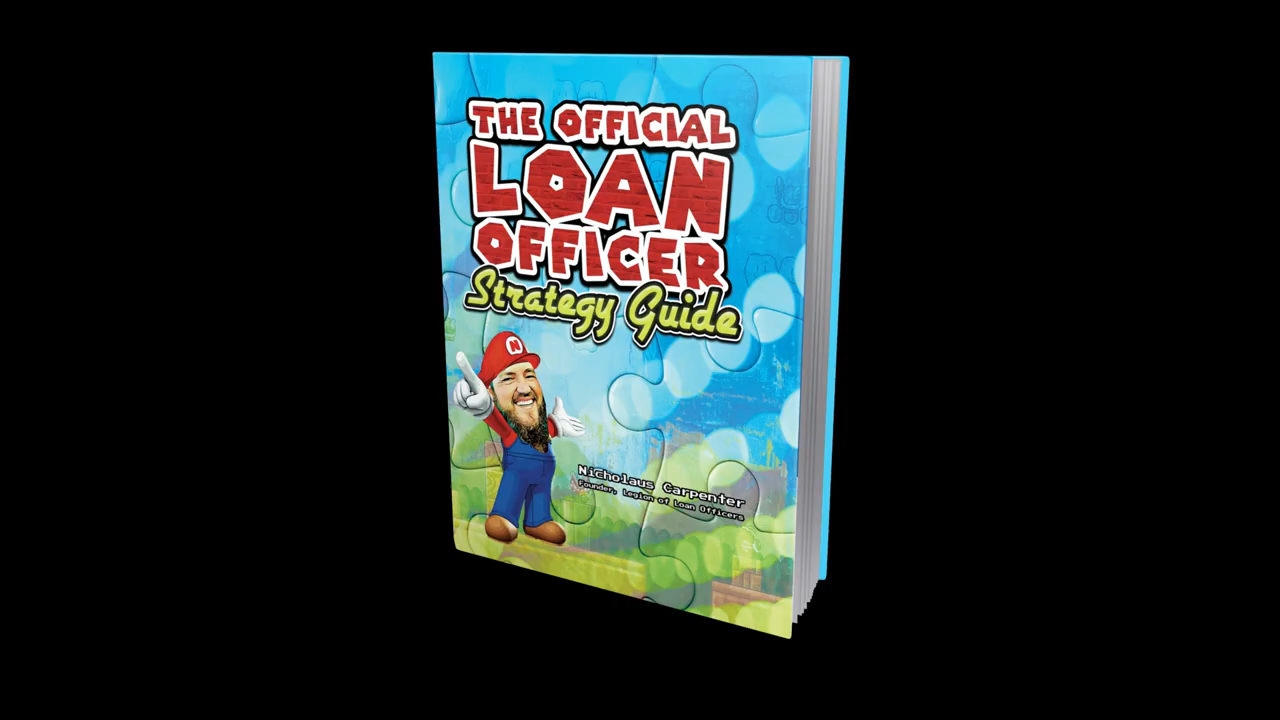 THE OFFICIAL
LOAN
OFFICER
Strategy Guide
N
Nicholaus Carpenter
Founder, Legion of Loan Officers